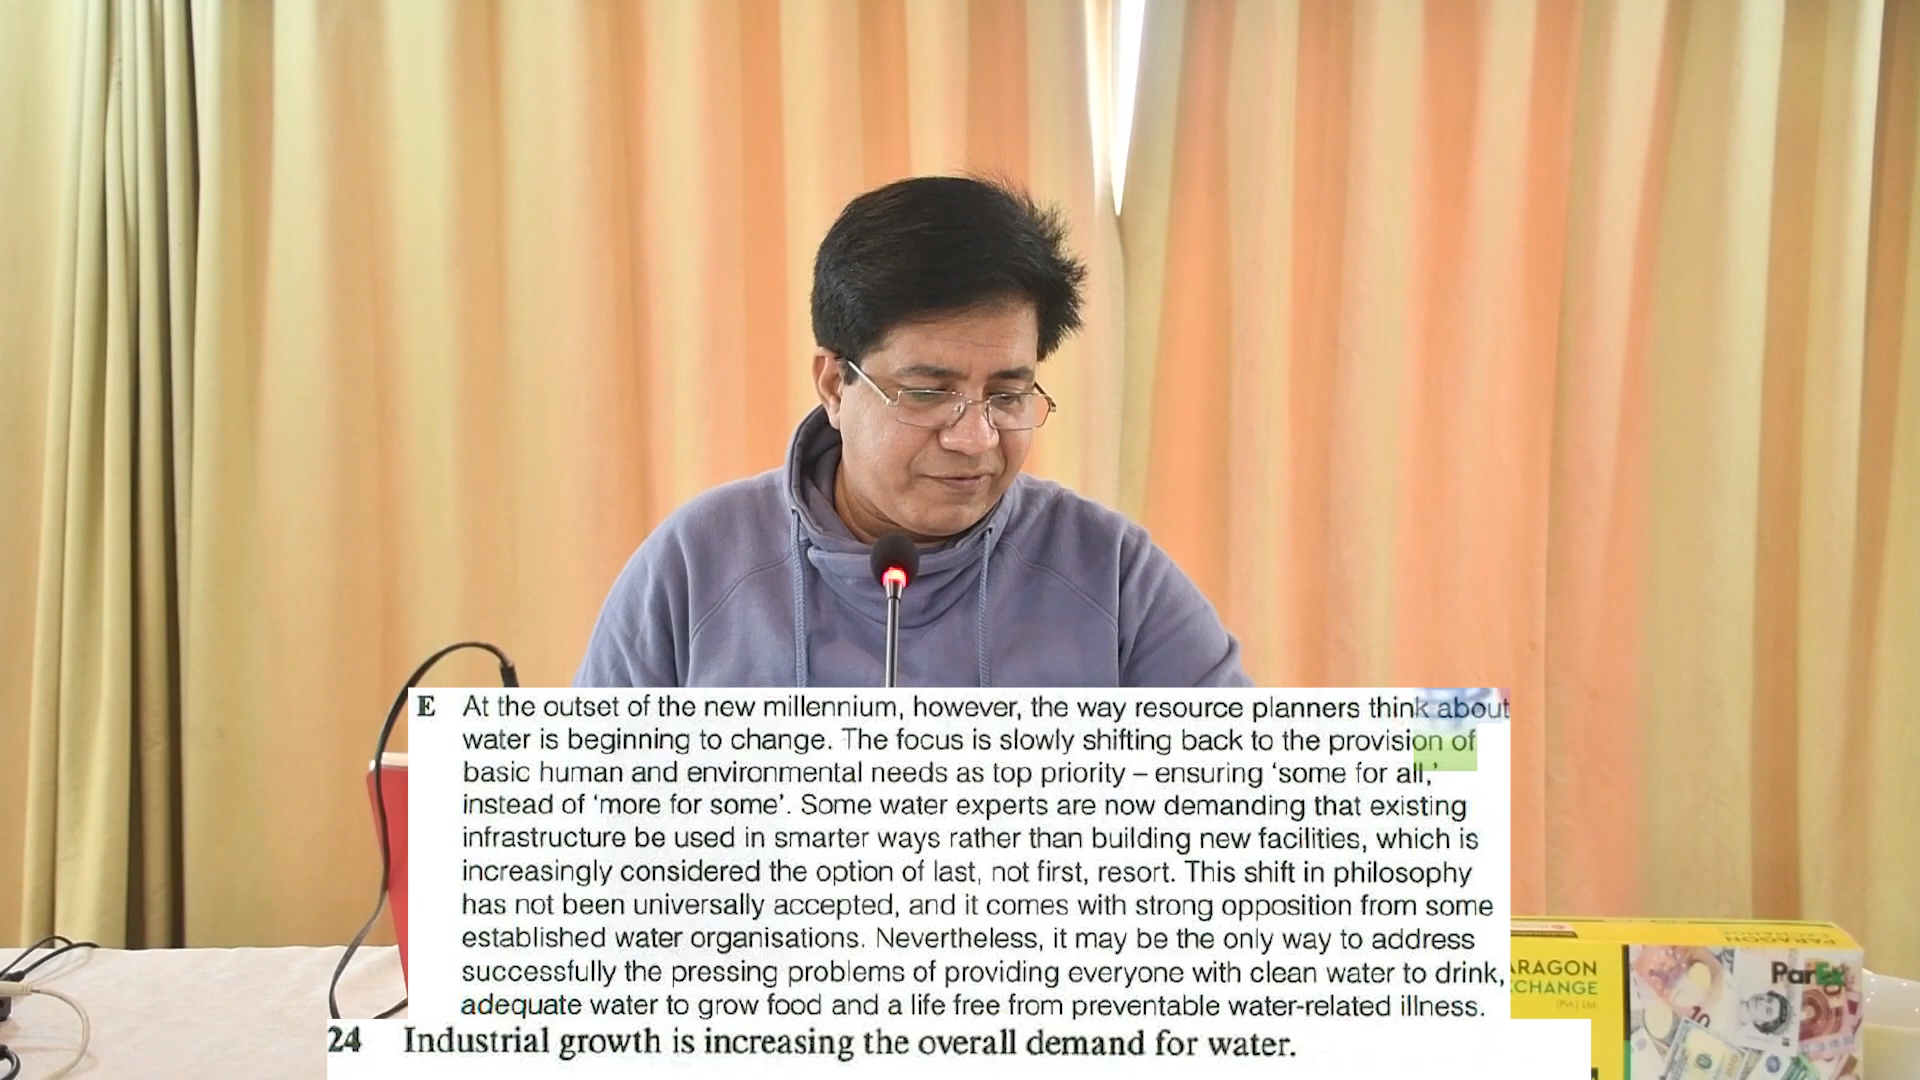 E At the outset of the new millennium, however, the way resource planners think about
water is beginning to change. The focus is slowly shifting back to the provision of
basic human and environmental needs as top priority – ensuring ‘some for all,’
instead of ‘more for some’. Some water experts are now demanding that existing
infrastructure be used in smarter ways rather than building new facilities, which is
increasingly considered the option of last, not first, resort. This shift in philosophy
has not been universally accepted, and it comes with strong opposition from some
established water organisations. Nevertheless, it may be the only way to address
successfully the pressing problems of providing everyone with clean water to drink,
adequate water to grow food and a life free from preventable water-related illness.
24 Industrial growth is increasing the overall demand for water.
PARAGON
EXCHANGE
ARAGON
CHANGE
(Pvt.) Ltd.
ParEx
10